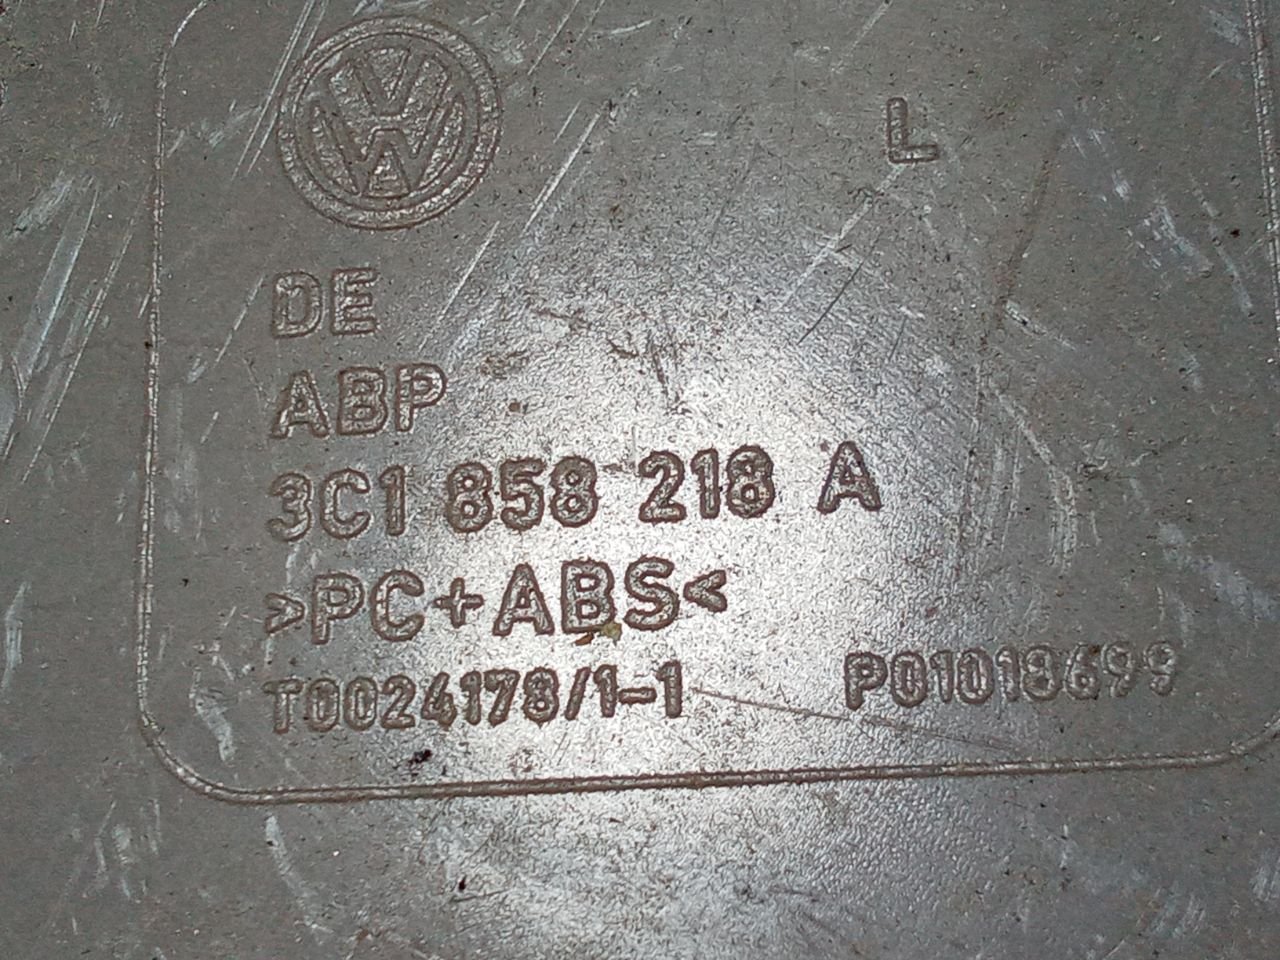 L
DE
ABP
3C1 858 218 A
>PC+ABS<
T0024178/1-1 P01018699